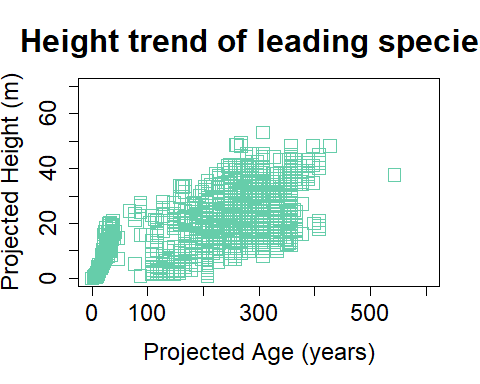 Height trend of leading specie
Projected Height (m)
60
40
20
0
0 100 300 500
Projected Age (years)